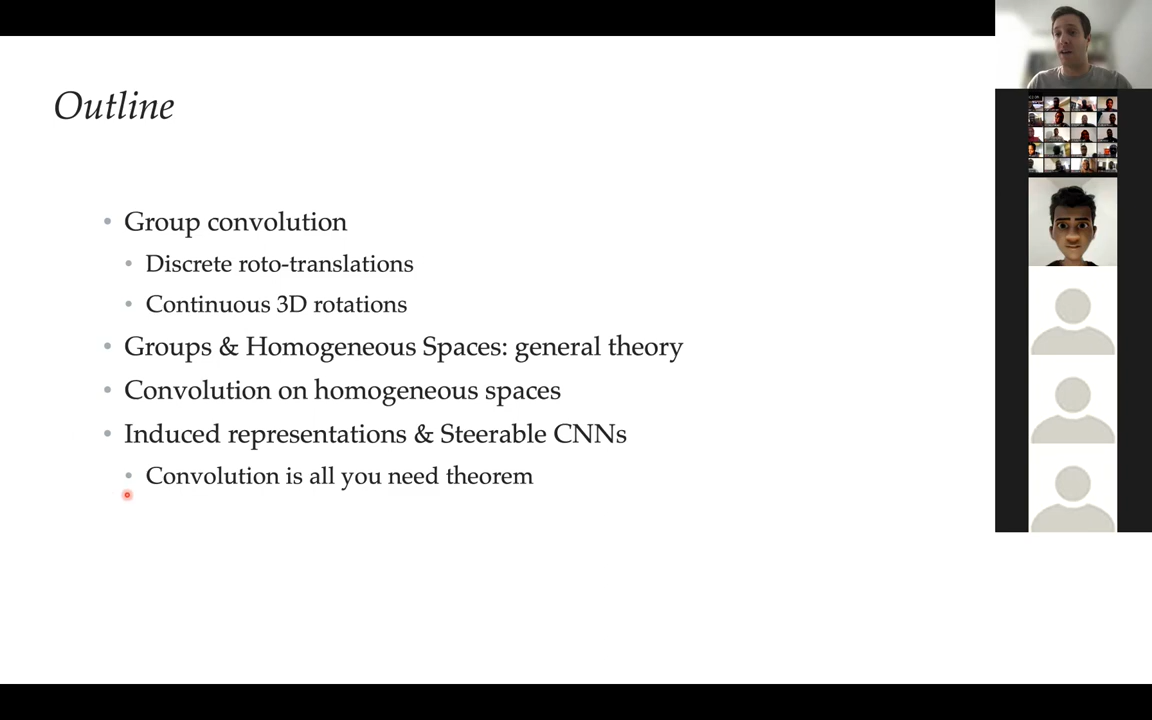 Outline
• Group convolution
• Discrete roto-translations
• Continuous 3D rotations
• Groups & Homogeneous Spaces: general theory
• Convolution on homogeneous spaces
• Induced representations & Steerable CNNs
• Convolution is all you need theorem